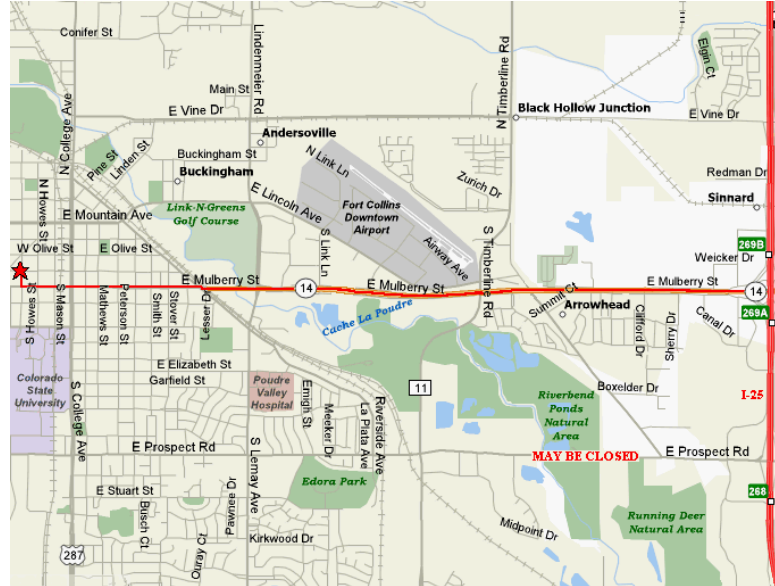 Conifer St
Lindenmeier Rd
Elgin Ct
N College Ave
N Timberline Rd
Main St
E Vine Dr
Black Hollow Junction
E Vine Dr
Andersoville
Pine St
Linden St
Buckingham St
N Link Ln
Buckingham
Zurich Dr
Redman Dr
N Howes St
E Lincoln Ave
Fort Collins
Downtown
Airport
Sinnard
Link-N-Greens
Golf Course
E Mountain Ave
S Link Ln
Airway Ave
S Timberline Rd
W Olive St
E Olive St
269B
Weicker Dr
E Mulberry St
14
E Mulberry St
E Mulberry St
14
Summit Ct
Arrowhead
269A
Canal Dr
S Howes St
S Mason St
Mathews St
Peterson St
Smith St
Stover St
Lesser Dr
Cache La Poudre
Clifford Dr
Sherry Dr
E Elizabeth St
Garfield St
Colorado
State
University
Poudre
Valley
Hospital
Emigh St
11
Boxelder Dr
I-25
Riverbend
Ponds
Natural
Area
S College Ave
S Lemay Ave
Meeker Dr
La Plata Ave
Riverside Ave
E Prospect Rd
MAY BE CLOSED
E Prospect Rd
Edora Park
E Stuart St
268
Busch Ct
Pawnee Dr
Running Deer
Natural Area
Midpoint Dr
Kirkwood Dr
Ouray Ct
287